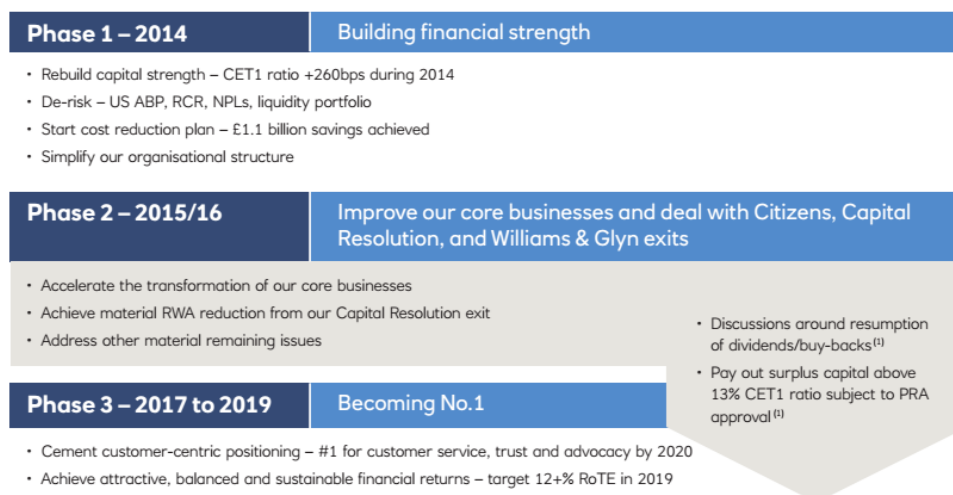 Phase 1 – 2014
Building financial strength
• Rebuild capital strength – CET1 ratio +260bps during 2014
• De-risk – US ABP, RCR, NPLs, liquidity portfolio
• Start cost reduction plan – £1.1 billion savings achieved
• Simplify our organisational structure
Phase 2 – 2015/16
Improve our core businesses and deal with Citizens, Capital
Resolution, and Williams & Glyn exits
• Accelerate the transformation of our core businesses
• Achieve material RWA reduction from our Capital Resolution exit
• Address other material remaining issues
• Discussions around resumption
of dividends/buy-backs(1)
• Pay out surplus capital above
13% CET1 ratio subject to PRA
approval(1)
Phase 3 – 2017 to 2019
Becoming No.1
• Cement customer-centric positioning – #1 for customer service, trust and advocacy by 2020
• Achieve attractive, balanced and sustainable financial returns – target 12+% RoTE in 2019